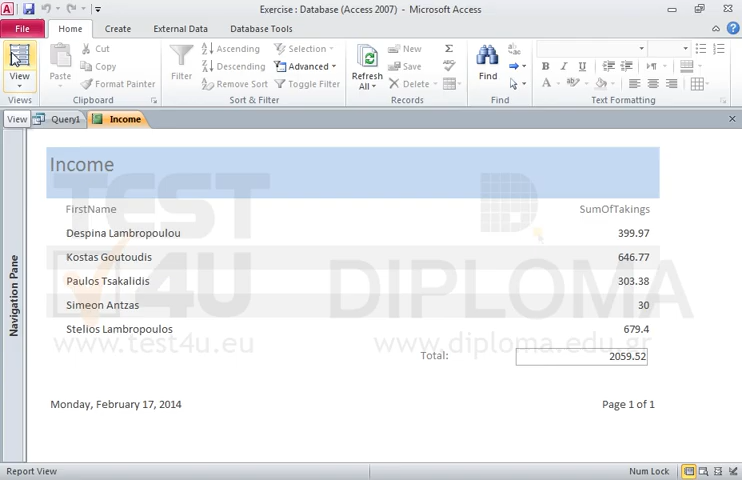 Exercise : Database (Access 2007) - Microsoft Access
File Home Create External Data Database Tools
View
Views
Paste
Cut
Copy
Format Painter
Clipboard
Filter
Ascending
Descending
Remove Sort
Selection
Advanced
Toggle Filter
Sort & Filter
Refresh All
New
Save
Delete
Records
Find
Find
Text Formatting
View Query1 Income
Navigation Pane
Income
FirstName SumOfTakings
Despina Lambropoulou 399.97
Kostas Goutoudis 646.77
Paulos Tsakalidis 303.38
Simeon Antzas 30
Stelios Lambropoulos 679.4
Total: 2059.52
Monday, February 17, 2014 Page 1 of 1
TEST4U DIPLOMA
www.test4u.eu www.diploma.edu.gr
Report View Num Lock